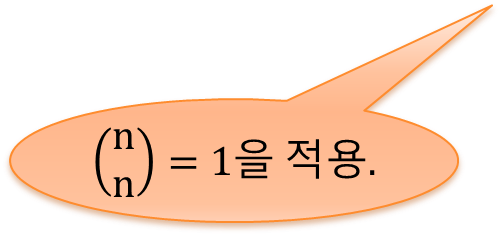 (n n) = 1을 적용.